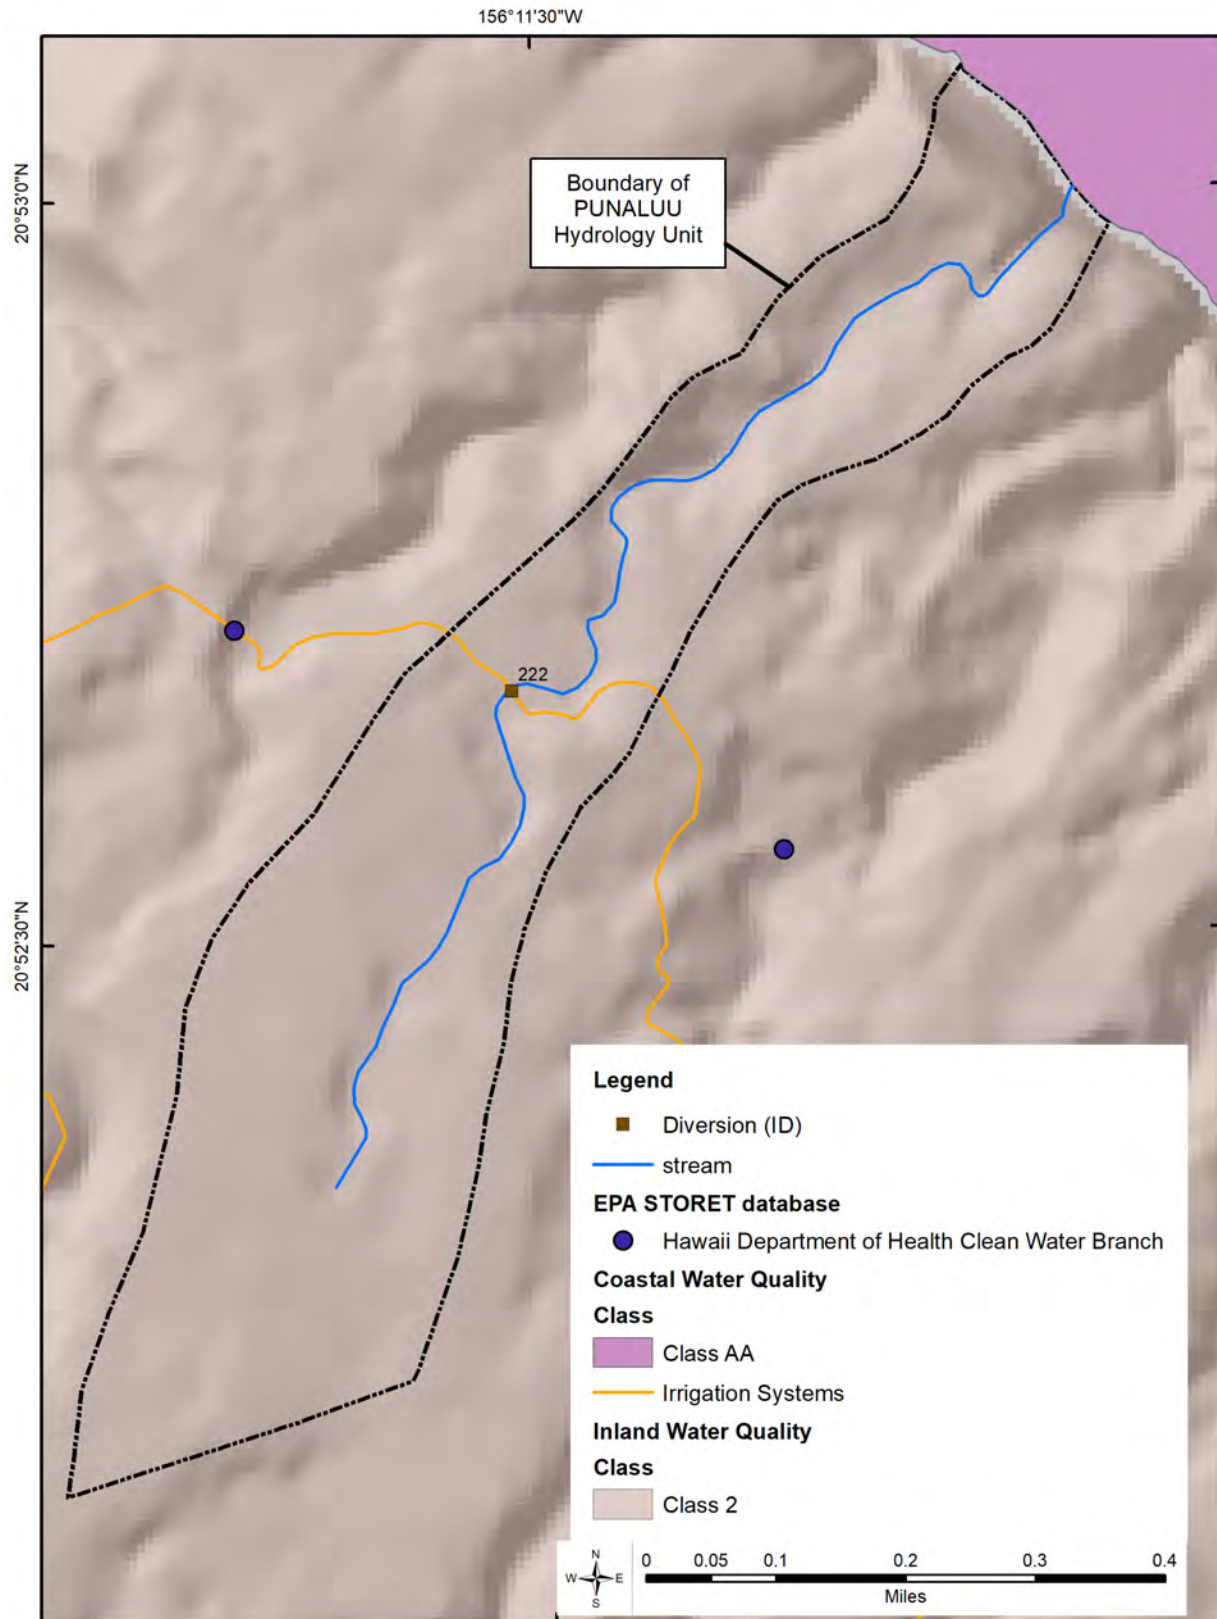 156°11'30"W
20°53'0"N
Boundary of
PUNALUU
Hydrology Unit
222
20°52'30"N
Legend
Diversion (ID)
stream
EPA STORET database
Hawaii Department of Health Clean Water Branch
Coastal Water Quality
Class
Class AA
Irrigation Systems
Inland Water Quality
Class
Class 2
N
W E
S
0 0.05 0.1 0.2 0.3 0.4
Miles